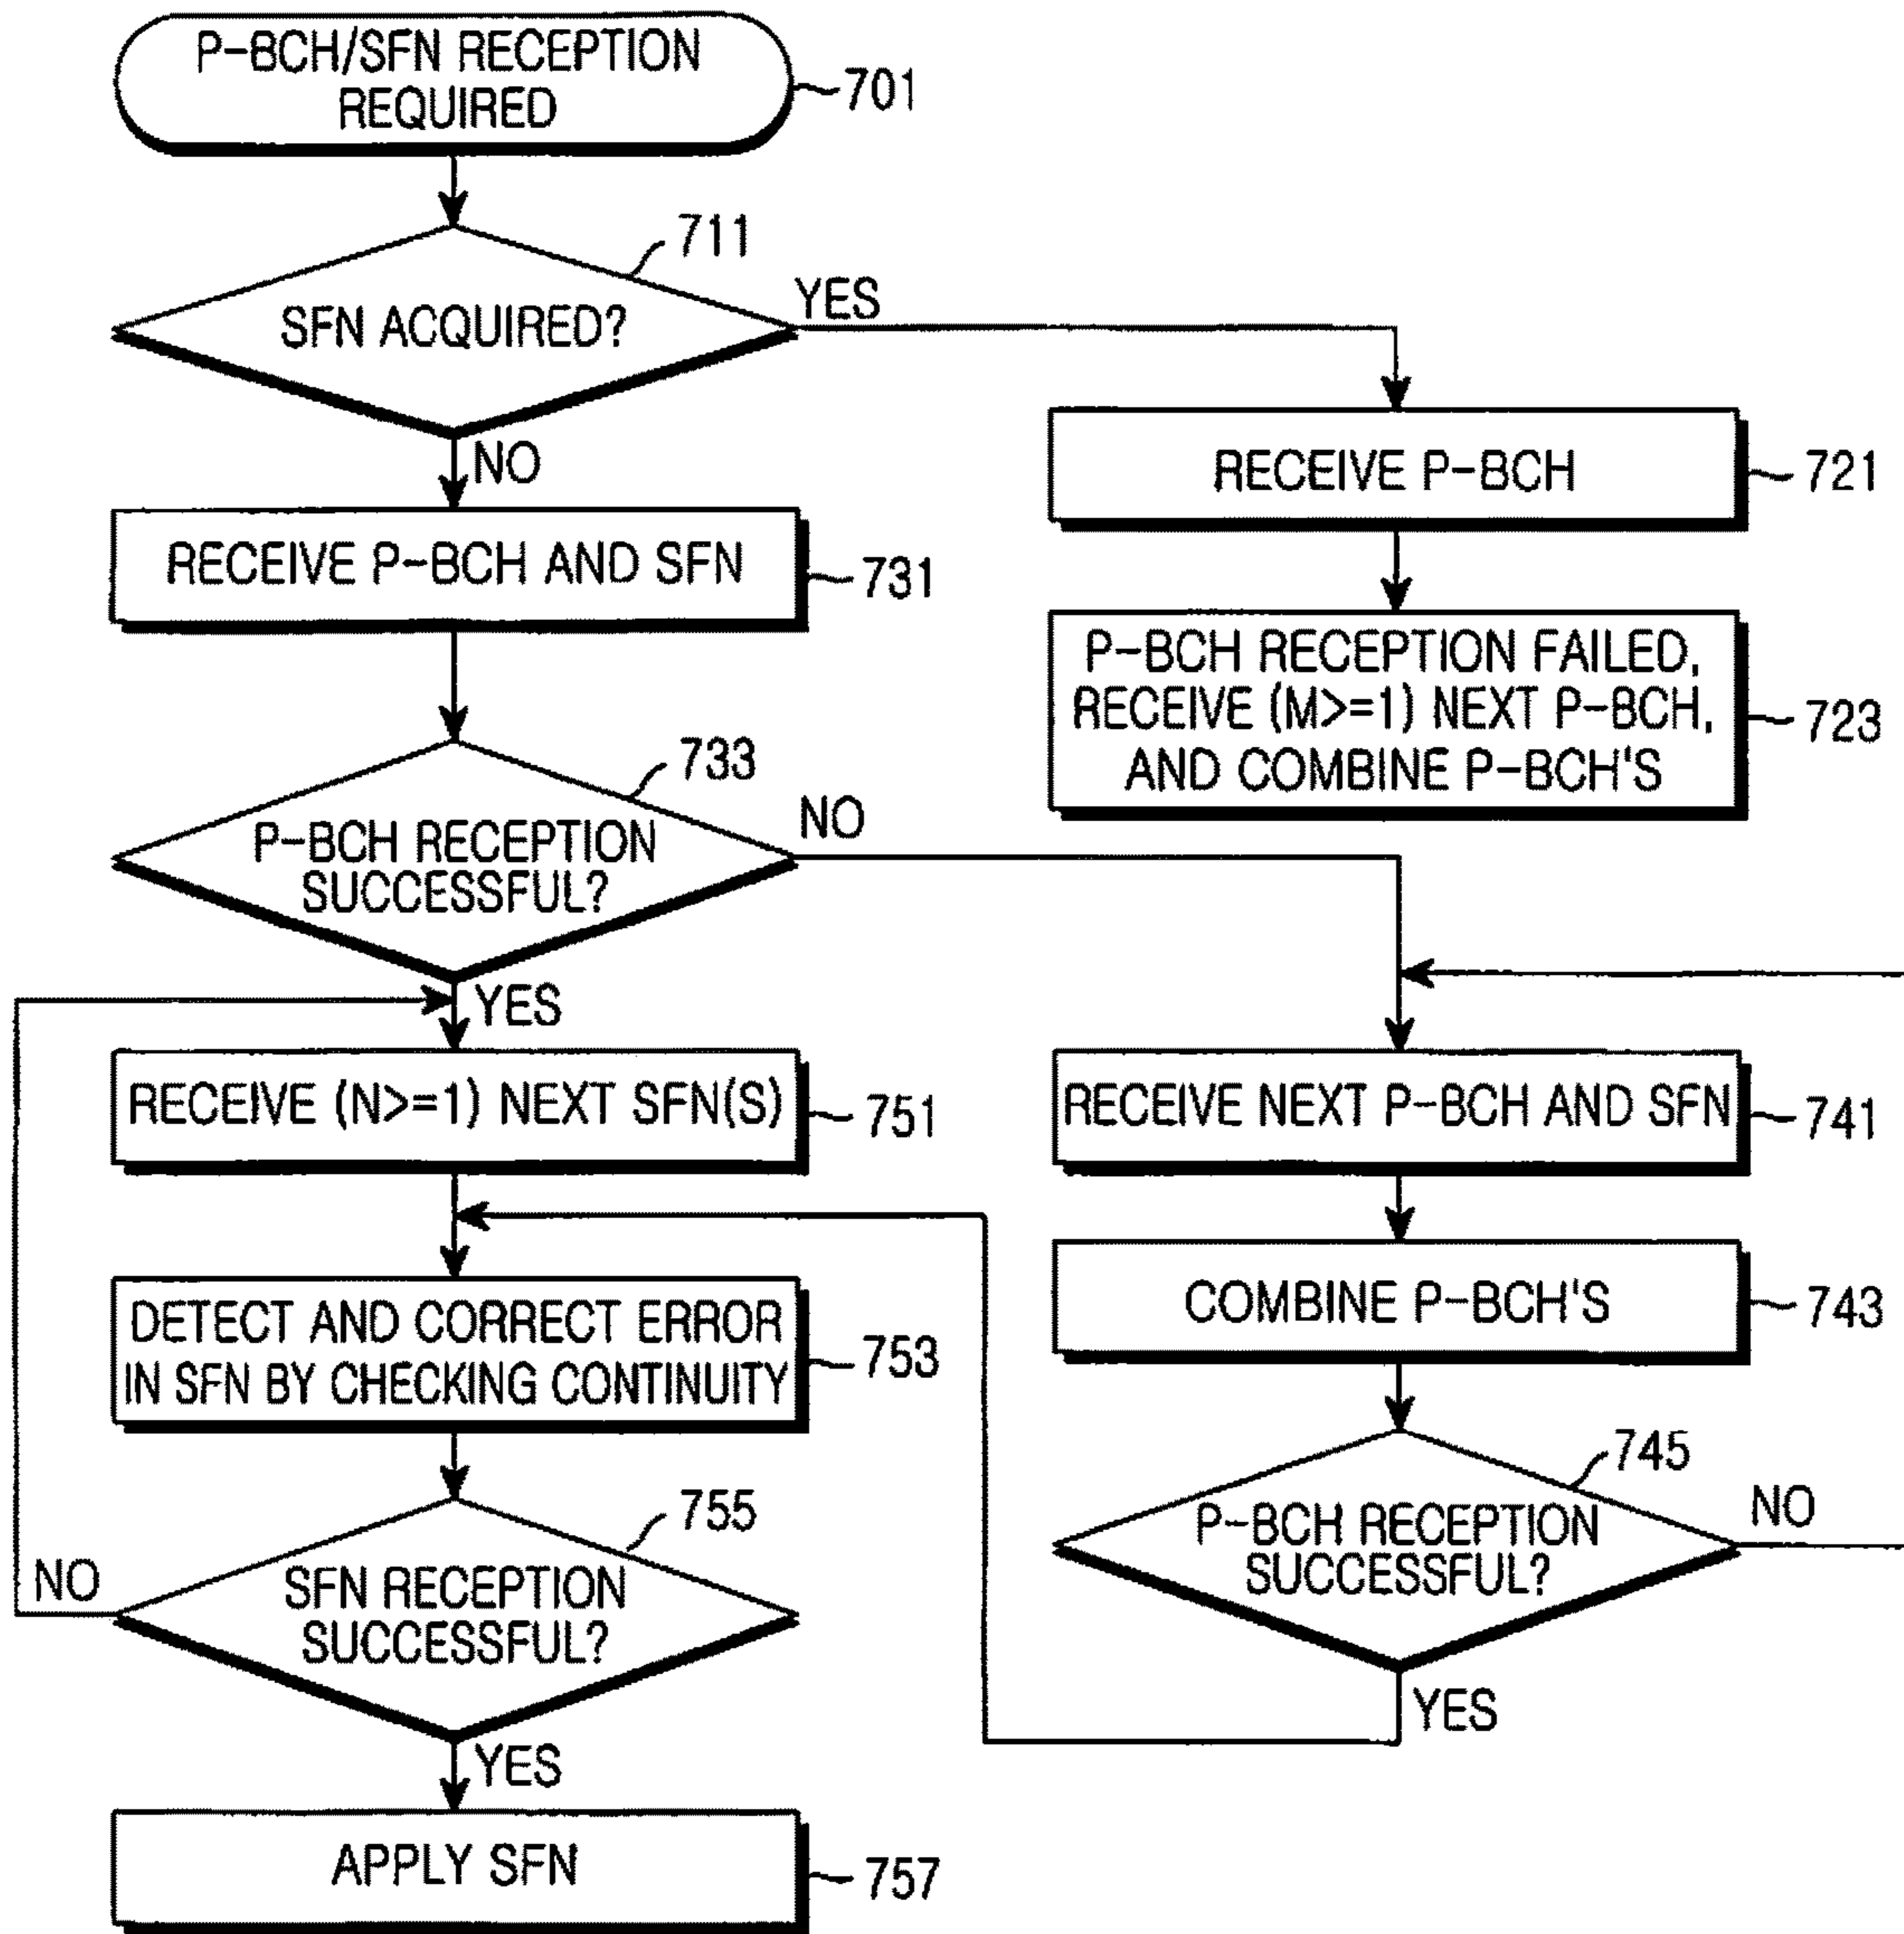 P-BCH/SFN RECEPTION
REQUIRED
701
711
SFN ACQUIRED?
YES
NO
RECEIVE P-BCH
721
RECEIVE P-BCH AND SFN
731
P-BCH RECEPTION FAILED,
RECEIVE (M>=1) NEXT P-BCH,
AND COMBINE P-BCH'S
723
733
P-BCH RECEPTION
SUCCESSFUL?
NO
YES
RECEIVE (N>=1) NEXT SFN(S)
751
RECEIVE NEXT P-BCH AND SFN
741
COMBINE P-BCH'S
743
DETECT AND CORRECT ERROR
IN SFN BY CHECKING CONTINUITY
753
745
P-BCH RECEPTION
SUCCESSFUL?
NO
YES
755
SFN RECEPTION
SUCCESSFUL?
NO
YES
APPLY SFN
757